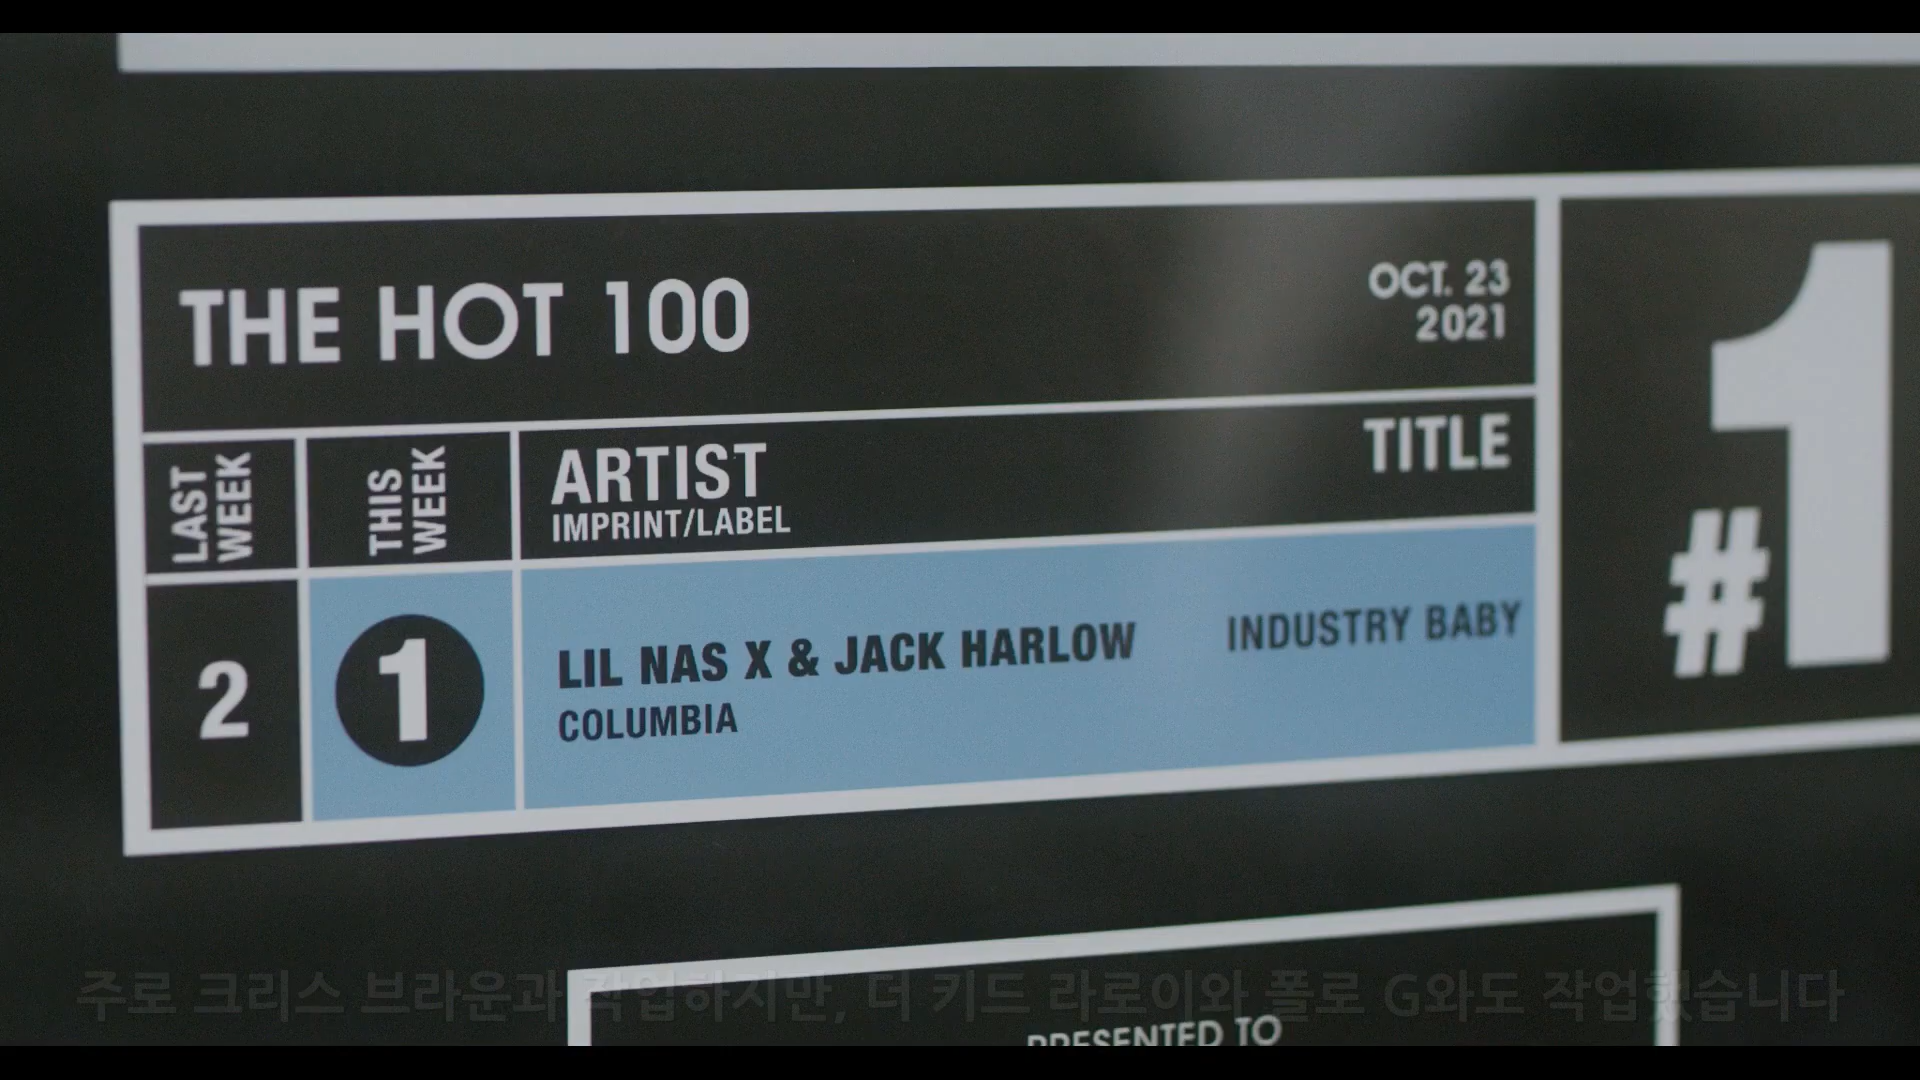 THE HOT 100
OCT. 23
2021
LAST
WEEK
THIS
WEEK
ARTIST
IMPRINT/LABEL
TITLE
2
1
LIL NAS X & JACK HARLOW
INDUSTRY BABY
COLUMBIA
#1
PRESENTED TO
주로 크리스 브라운과 작업하지만, 더 키드 라로이와 폴로 G와도 작업했습니다